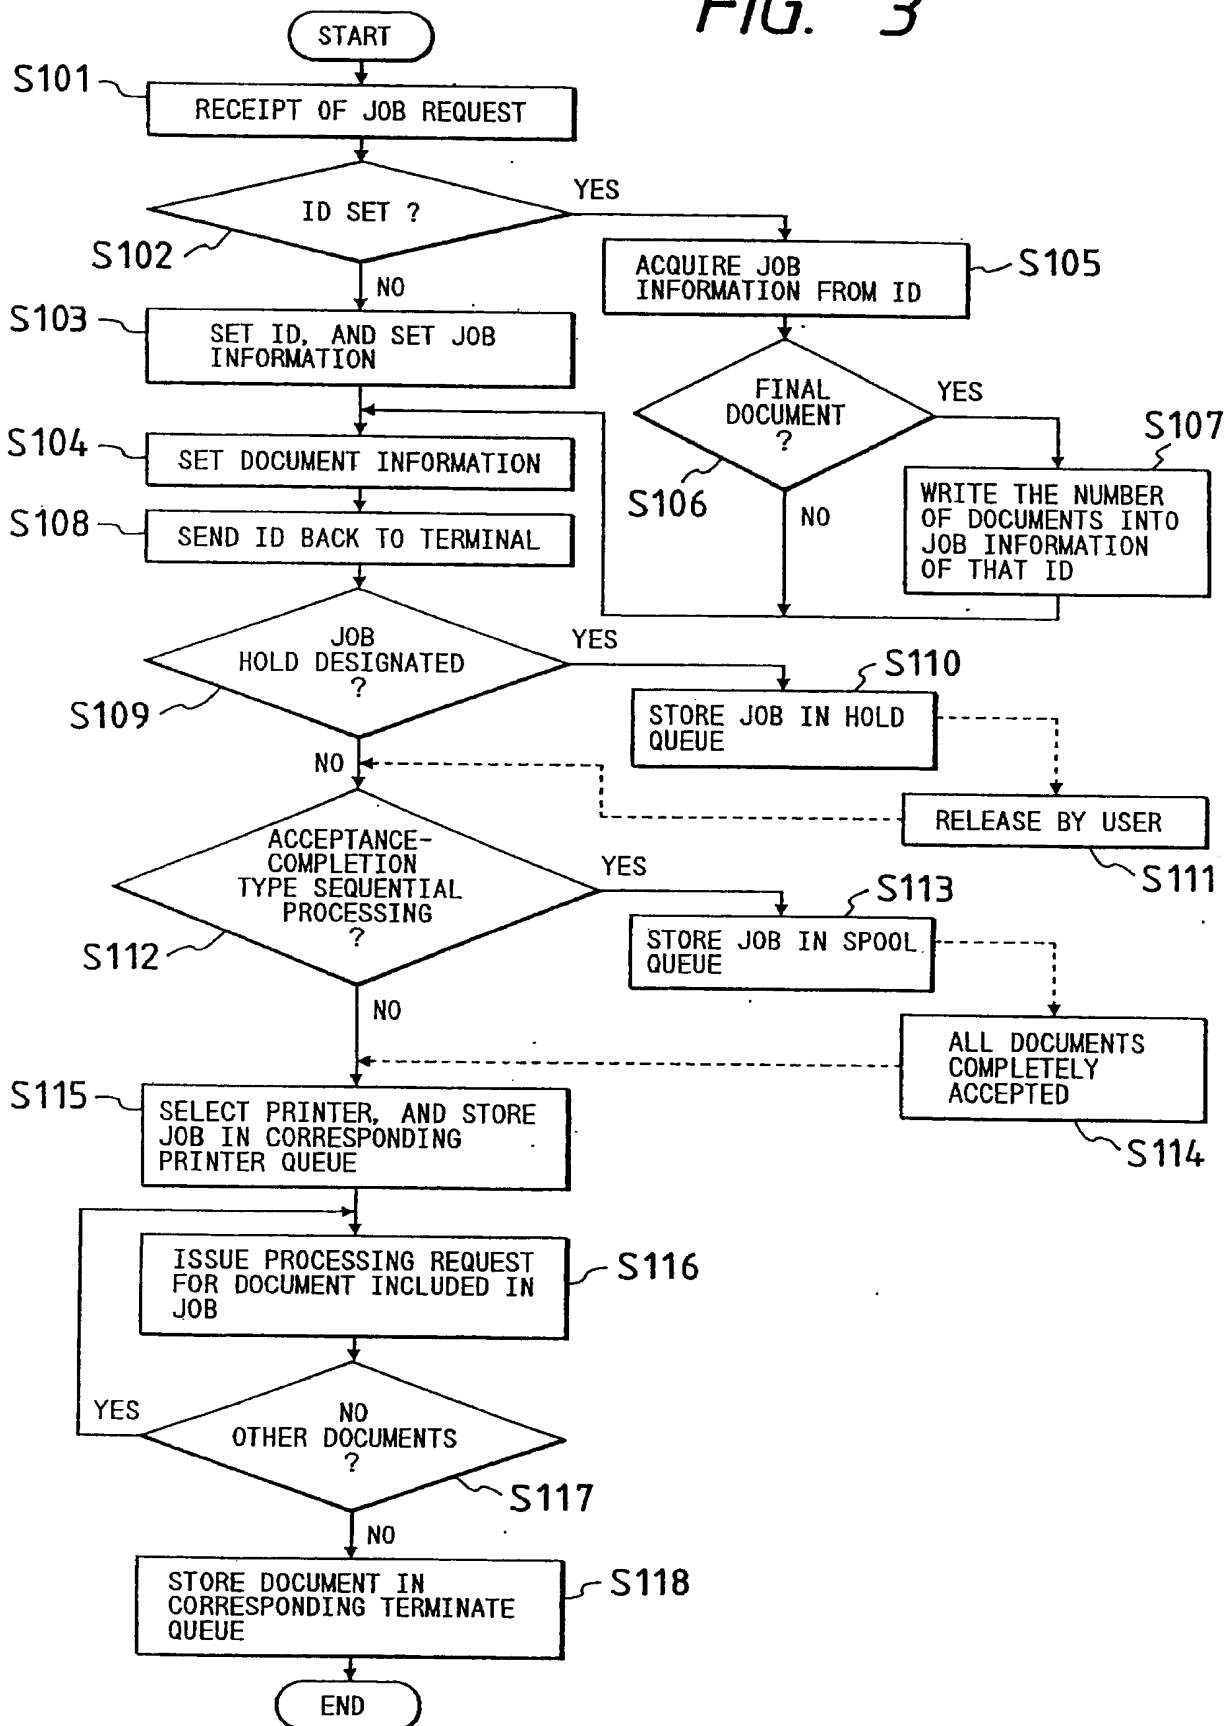 FIG. 3
START
S101
RECEIPT OF JOB REQUEST
ID SET ?
YES
S102
NO
ACQUIRE JOB
INFORMATION FROM ID
S105
S103
SET ID, AND SET JOB
INFORMATION
FINAL
DOCUMENT
?
YES
S106
NO
S107
WRITE THE NUMBER
OF DOCUMENTS INTO
JOB INFORMATION
OF THAT ID
S104
SET DOCUMENT INFORMATION
S108
SEND ID BACK TO TERMINAL
JOB
HOLD DESIGNATED
?
YES
S109
NO
S110
STORE JOB IN HOLD
QUEUE
RELEASE BY USER
S111
ACCEPTANCE-
COMPLETION
TYPE SEQUENTIAL
PROCESSING
?
YES
S112
NO
S113
STORE JOB IN SPOOL
QUEUE
ALL DOCUMENTS
COMPLETELY
ACCEPTED
S114
S115
SELECT PRINTER, AND STORE
JOB IN CORRESPONDING
PRINTER QUEUE
ISSUE PROCESSING REQUEST
FOR DOCUMENT INCLUDED IN
JOB
S116
YES
NO
OTHER DOCUMENTS
?
S117
NO
STORE DOCUMENT IN
CORRESPONDING TERMINATE
QUEUE
S118
END